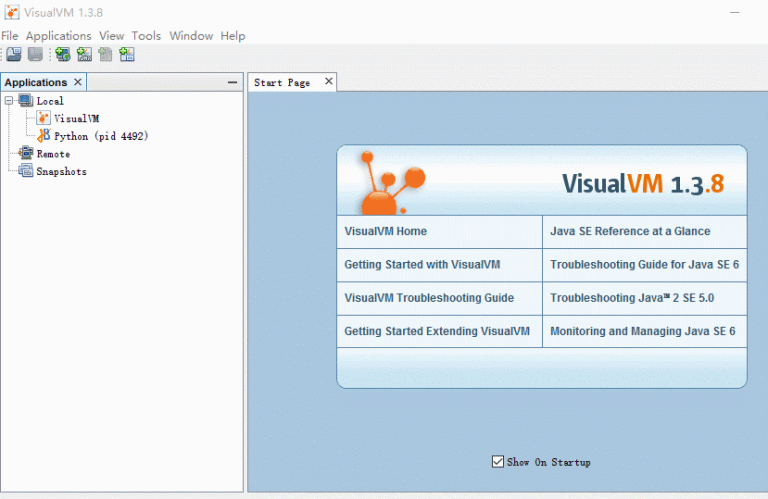 VisualVM 1.3.8
File Applications View Tools Window Help
Applications
Start Page
Local
VisualVM
Python (pid 4492)
Remote
Snapshots
VisualVM 1.3.8
VisualVM Home
Java SE Reference at a Glance
Getting Started with VisualVM
Troubleshooting Guide for Java SE 6
VisualVM Troubleshooting Guide
Troubleshooting Java™ 2 SE 5.0
Getting Started Extending VisualVM
Monitoring and Managing Java SE 6
Show On Startup